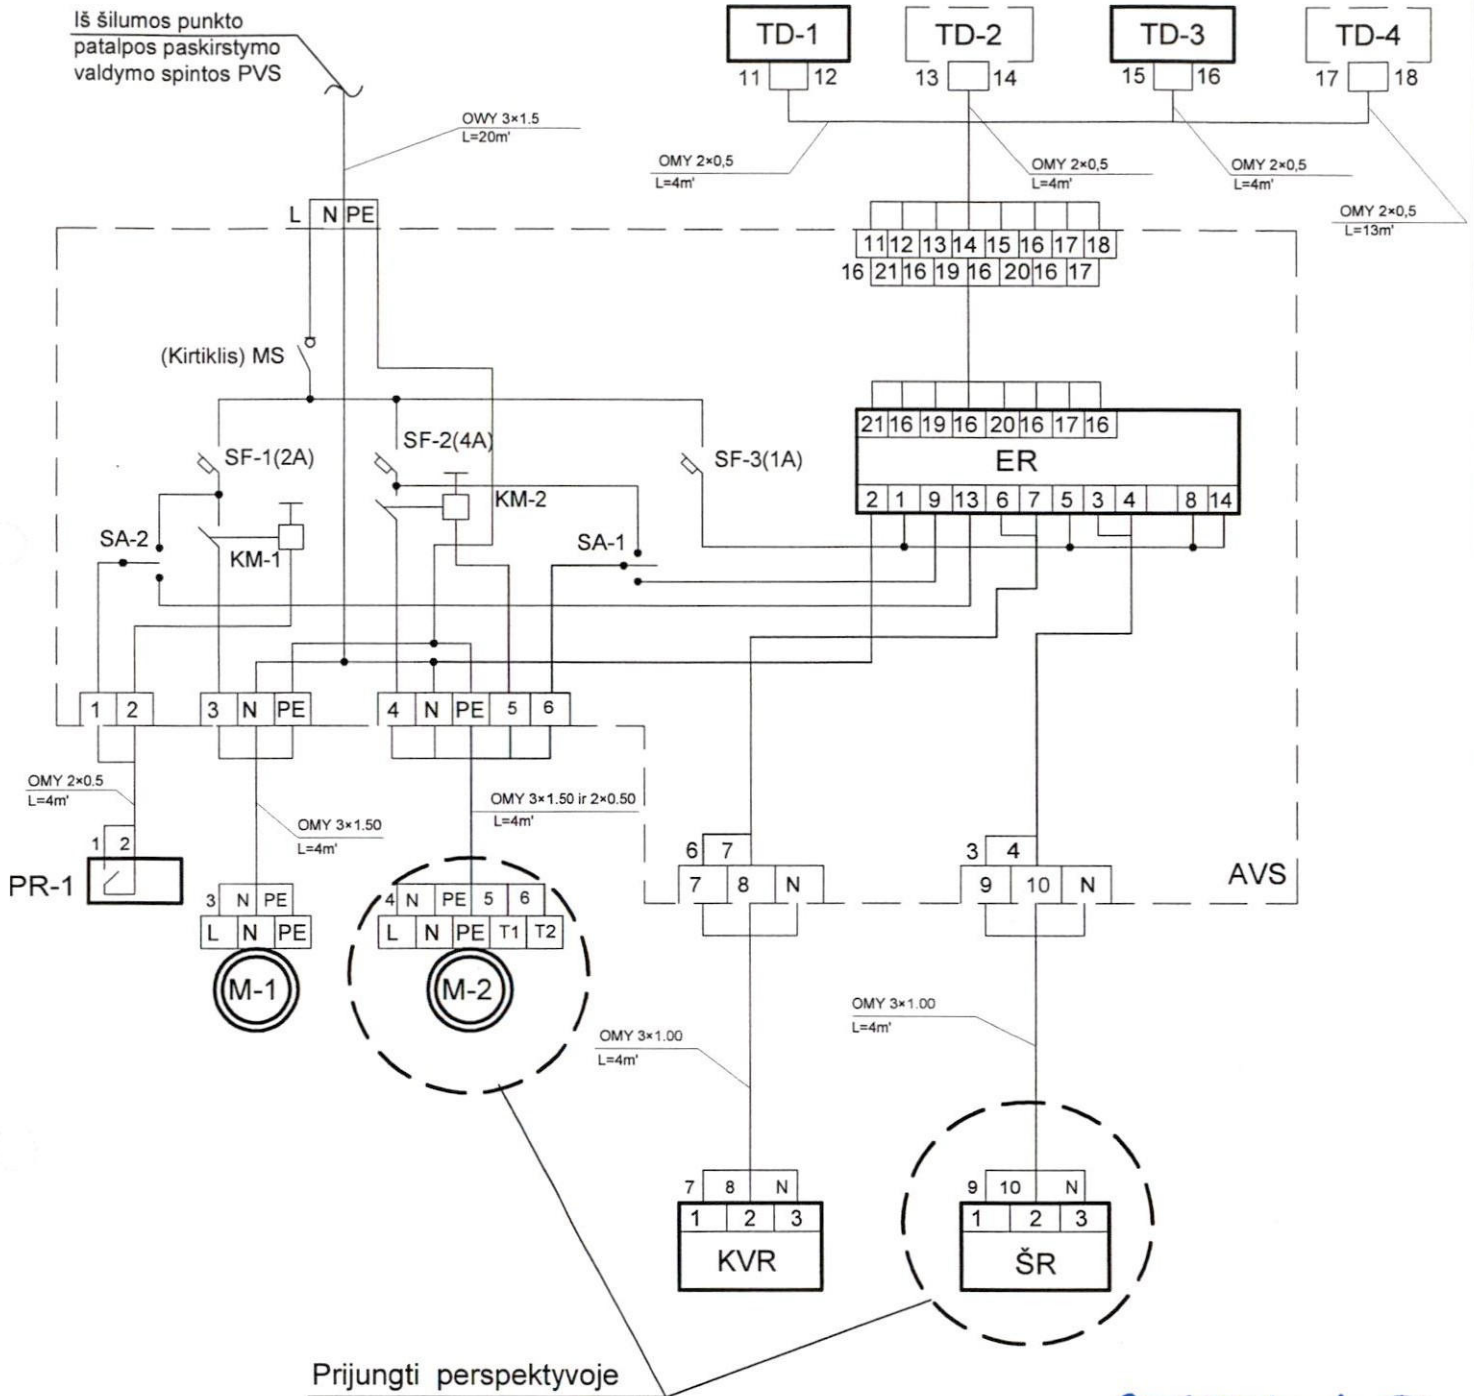 Iš šilumos punkto
patalpos paskirstymo
valdymo spintos PVS
TD-1 TD-2 TD-3 TD-4
11 12 13 14 15 16 17 18
OWY 3×1.5
L=20m'
OMY 2×0,5
L=4m'
OMY 2×0,5
L=4m'
OMY 2×0,5
L=4m'
OMY 2×0,5
L=13m'
L N PE
11 12 13 14 15 16 17 18
16 21 16 19 16 20 16 17
(Kirtiklis) MS
SF-1(2A)
SF-2(4A)
SF-3(1A)
21 16 19 16 20 16 17 16
ER
2 1 9 13 6 7 5 3 4 8 14
KM-2
SA-2
KM-1
SA-1
1 2 3 N PE 4 N PE 5 6
OMY 2×0.5
L=4m'
OMY 3×1.50
L=4m'
OMY 3×1.50 ir 2×0.50
L=4m'
1 2
PR-1
6 7
7 8 N
3 4
9 10 N
AVS
3 N PE
L N PE
M-1
4 N PE 5 6
L N PE T1 T2
M-2
OMY 3×1.00
L=4m'
OMY 3×1.00
L=4m'
7 8 N
1 2 3
KVR
9 10 N
1 2 3
ŠR
Prijungti perspektyvoje